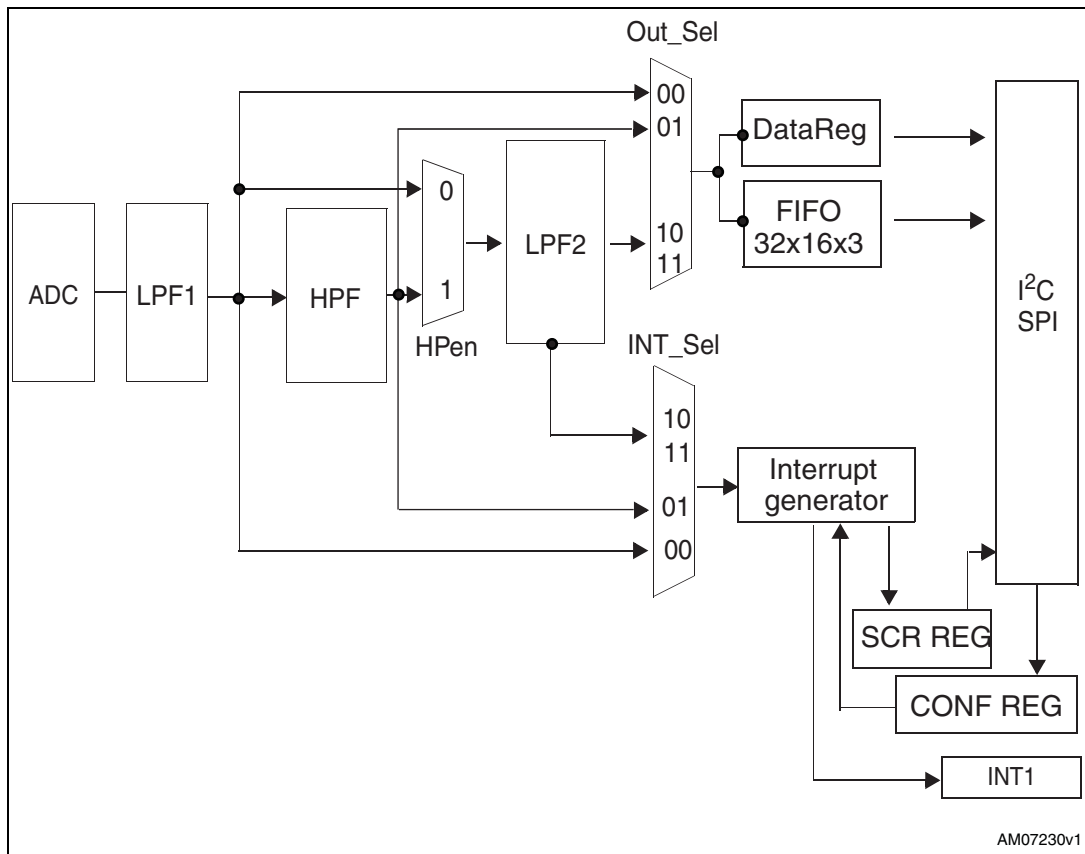 Out_Sel
00
01
DataReg
0
FIFO
32x16x3
10
11
ADC
LPF1
HPF
LPF2
1
HPen
I²C
SPI
INT_Sel
10
11
01
00
Interrupt
generator
SCR REG
CONF REG
INT1
AM07230v1